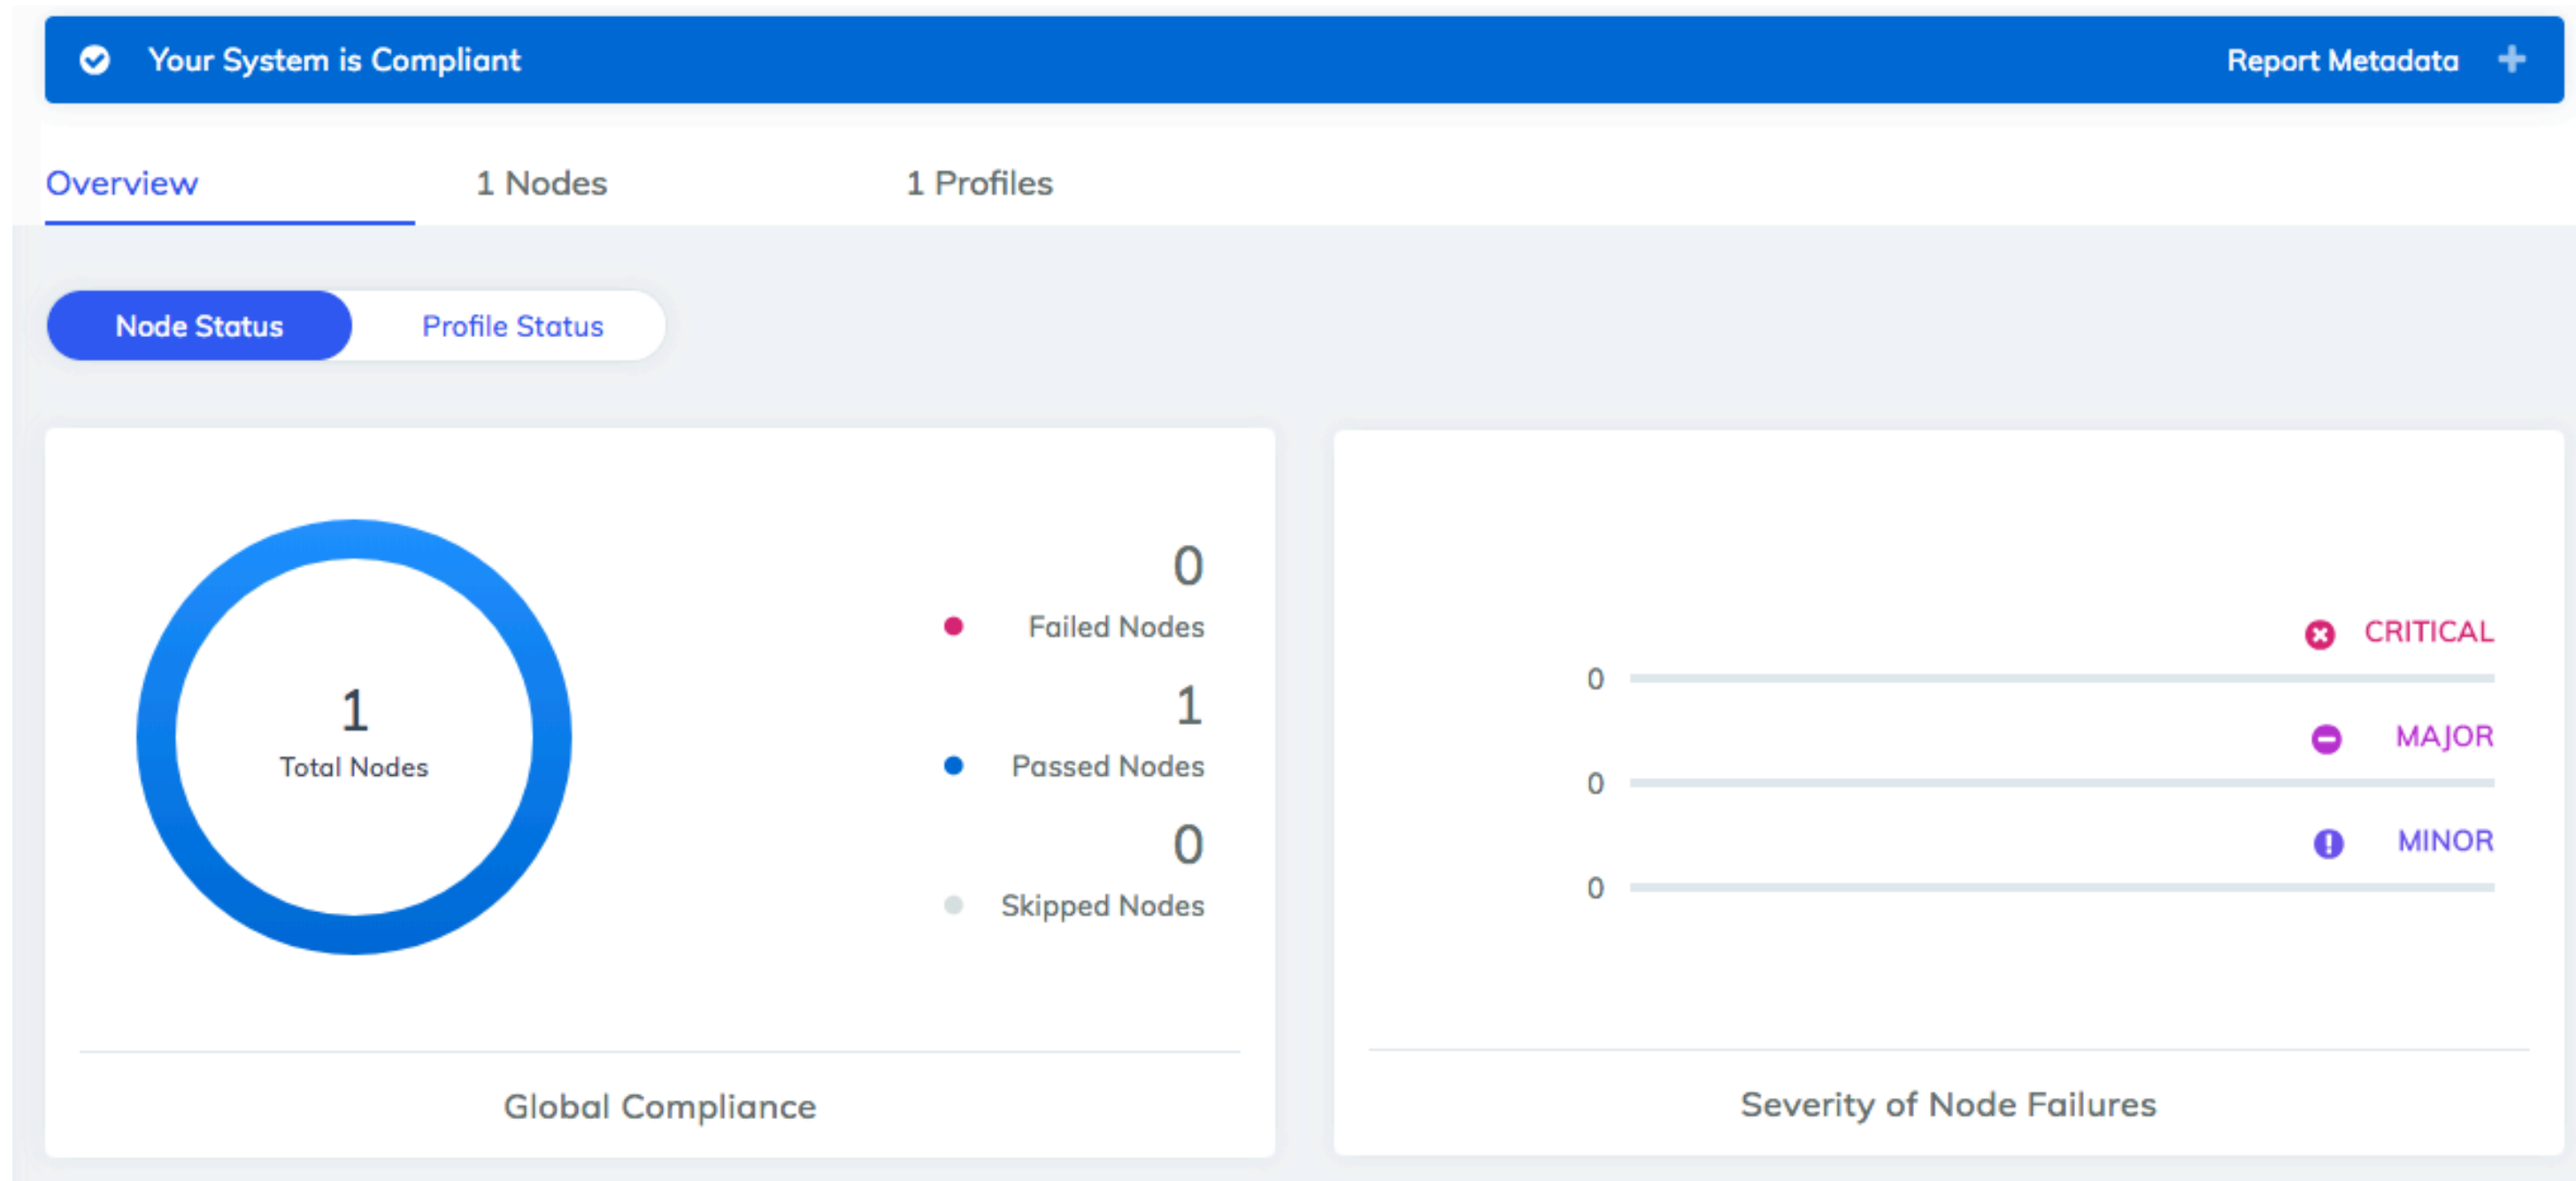 Your System is Compliant
Report Metadata
Overview
1 Nodes
1 Profiles
Node Status
Profile Status
1
Total Nodes
0
Failed Nodes
1
Passed Nodes
0
Skipped Nodes
Global Compliance
CRITICAL
0
MAJOR
0
MINOR
0
Severity of Node Failures